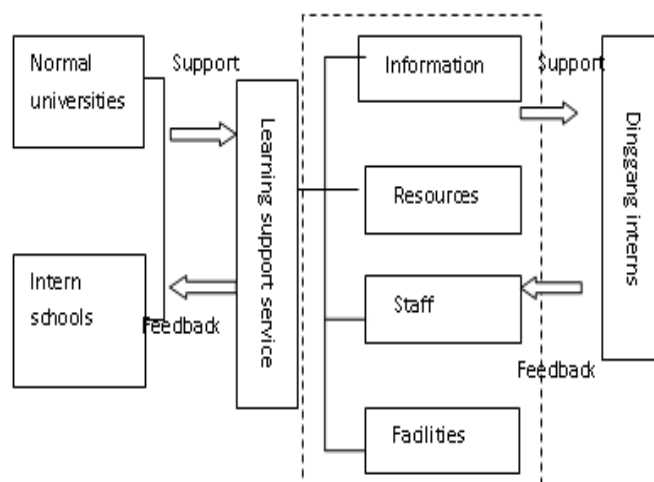 Normal
universities
Support
Information
Support
Learning support service
Resources
Dinggang interns
Intern
schools
Feedback
Staff
Feedback
Facilities